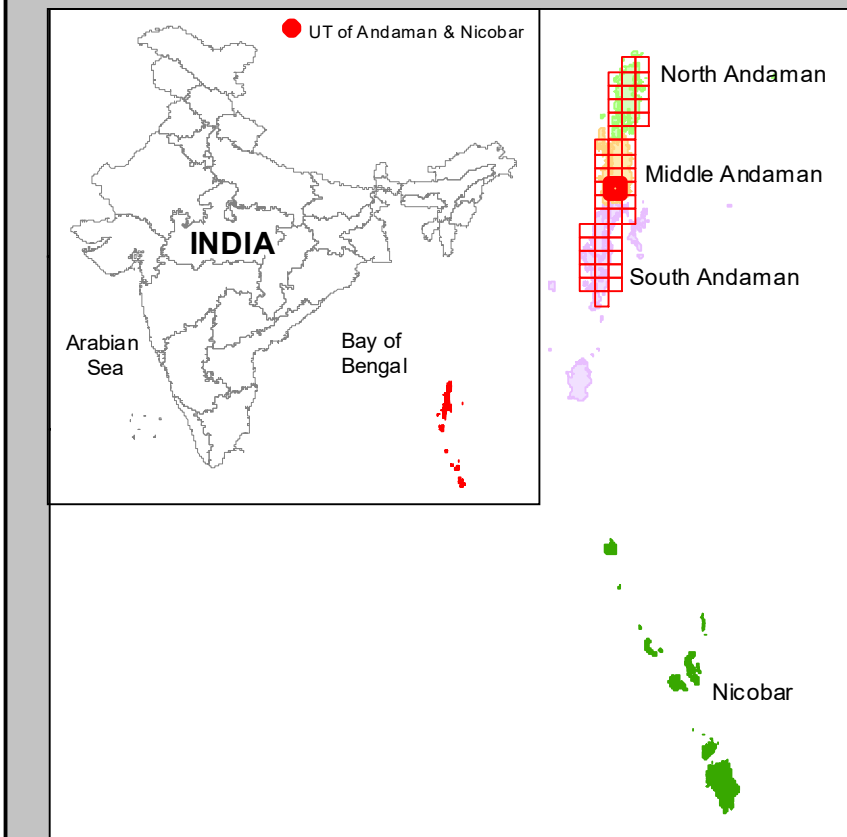 UT of Andaman & Nicobar
North Andaman
Middle Andaman
INDIA
South Andaman
Arabian
Sea
Bay of
Bengal
Nicobar